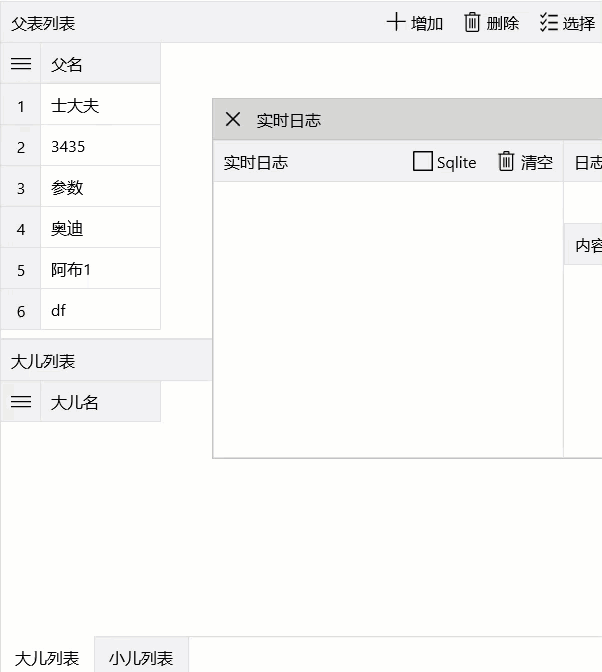 父表列表 增加 删除 选择
父名
1 士大夫
2 3435
3 参数
4 奥迪
5 阿布1
6 df
实时日志
实时日志 Sqlite 清空 日志
内容
大儿列表
大儿名
大儿列表 小儿列表